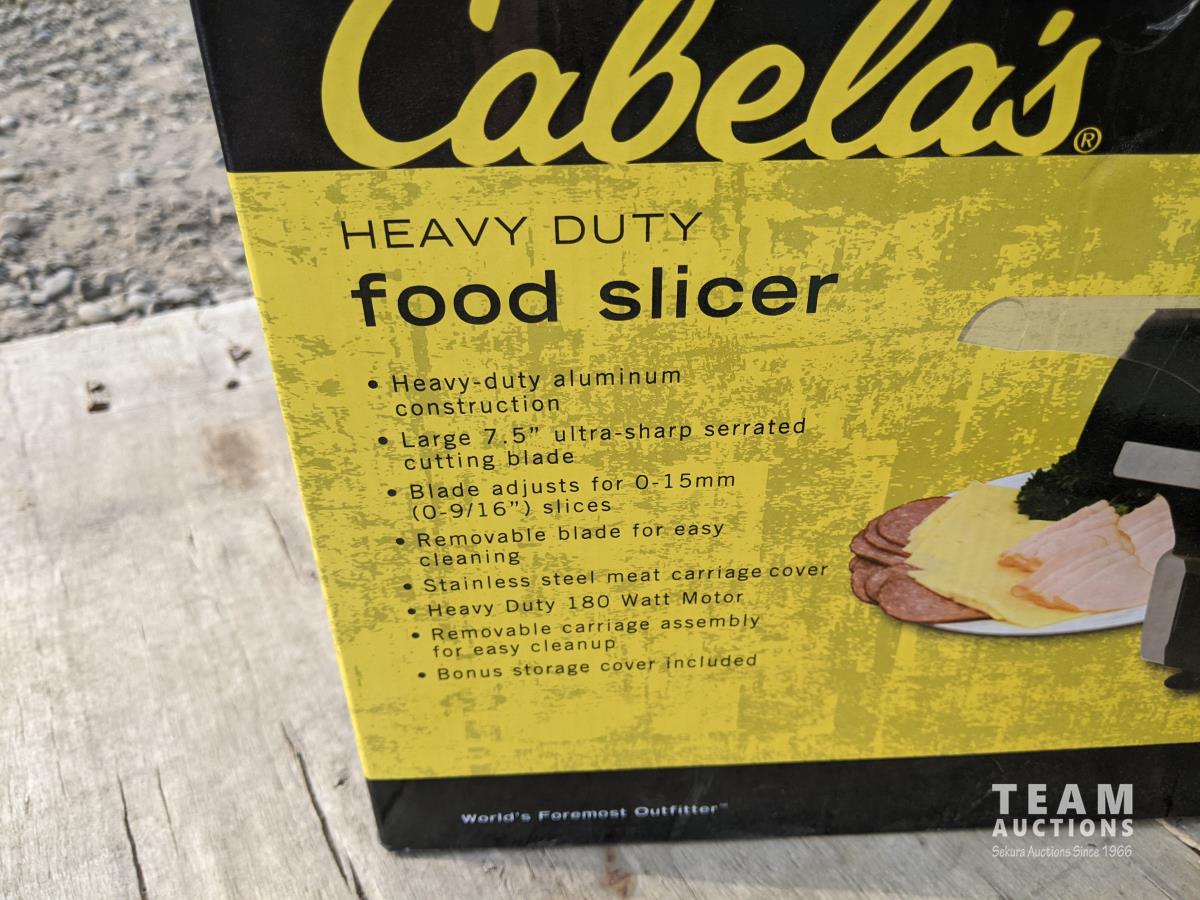 Cabela's®
HEAVY DUTY
food slicer
• Heavy-duty aluminum
construction
• Large 7.5” ultra-sharp serrated
cutting blade
• Blade adjusts for 0-15mm
(0-9/16”) slices
• Removable blade for easy
cleaning
• Stainless steel meat carriage cover
• Heavy Duty 180 Watt Motor
• Removable carriage assembly
for easy cleanup
• Bonus storage cover included
World's Foremost Outfitter™
TEAM
AUCTIONS
Sekura Auctions Since 1966